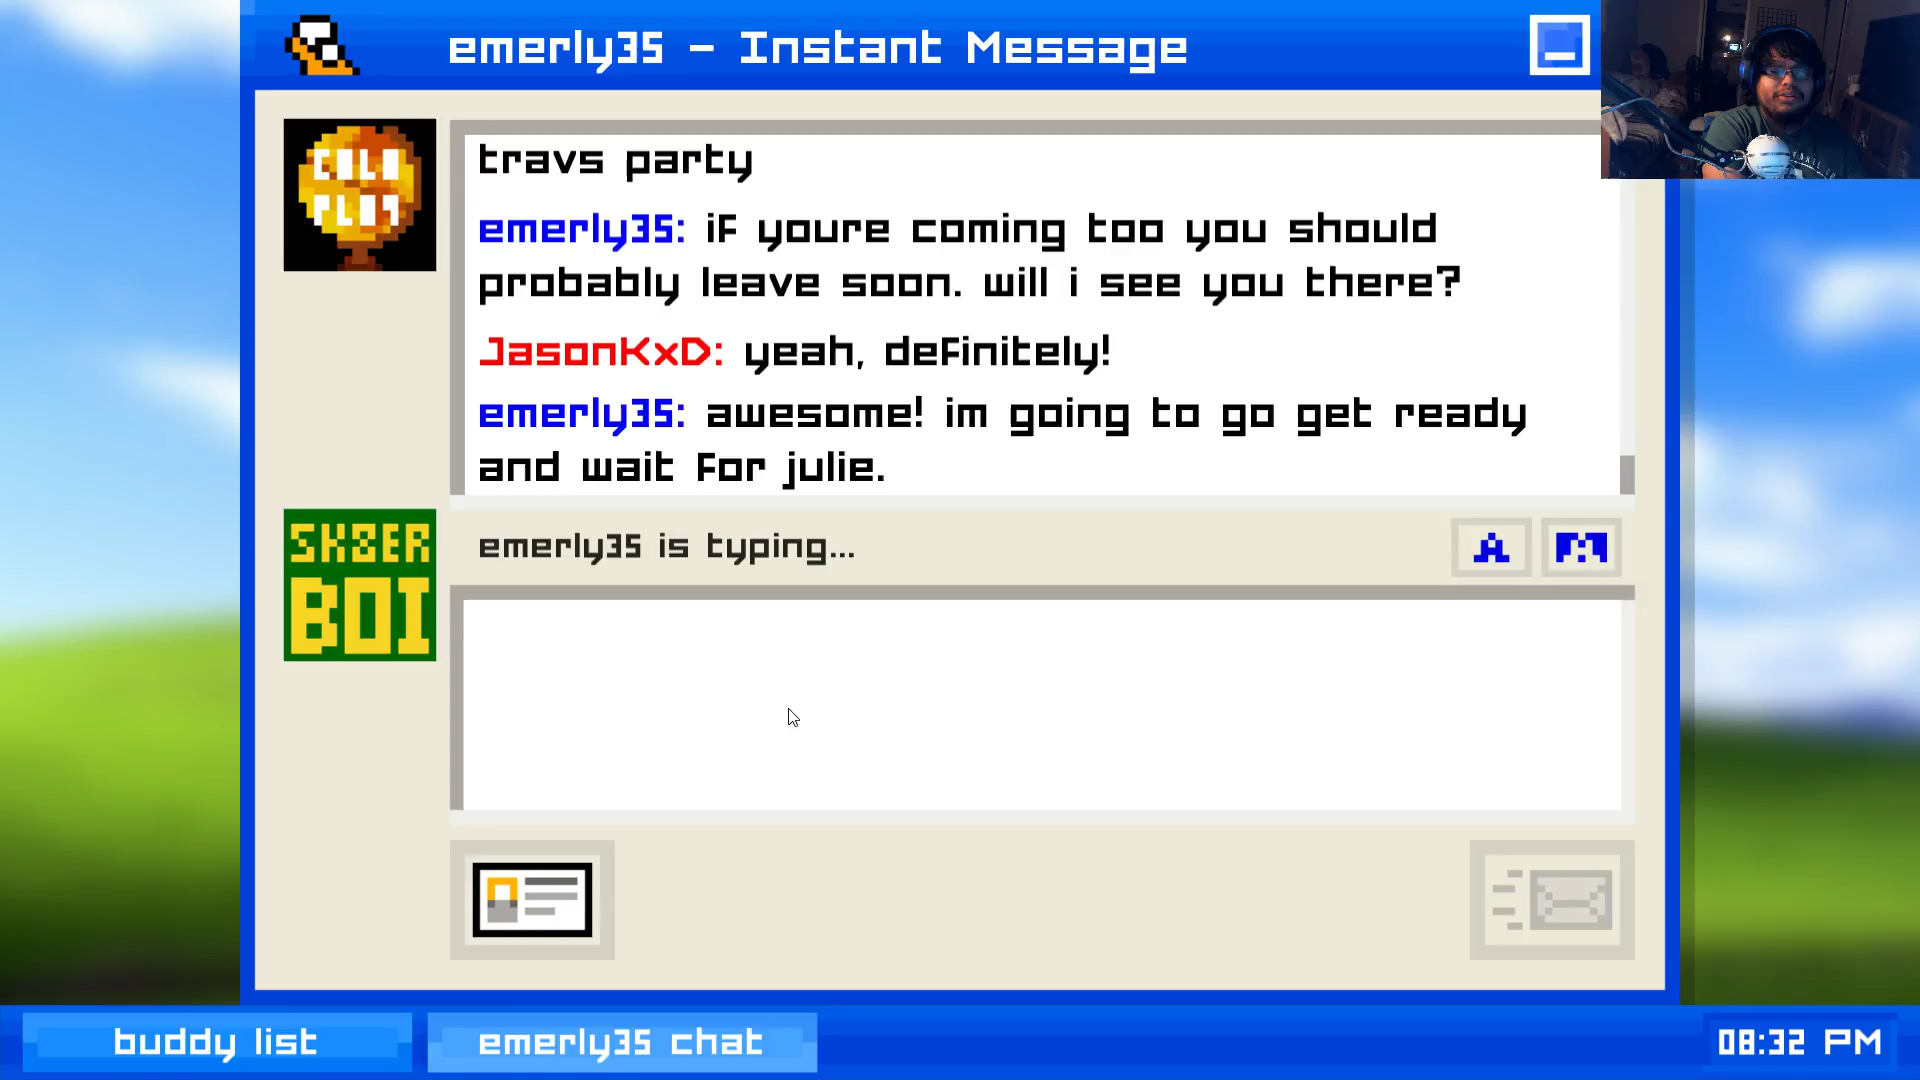 emerly35 - Instant Message
COLD
PLOT
travs party
emerly35: if youre coming too you should
probably leave soon. will i see you there?
JasonKxD: yeah, definitely!
emerly35: awesome! im going to go get ready
and wait for julie.
SK8ER
BOI
emerly35 is typing...
A
buddy list
emerly35 chat
08:32 PM